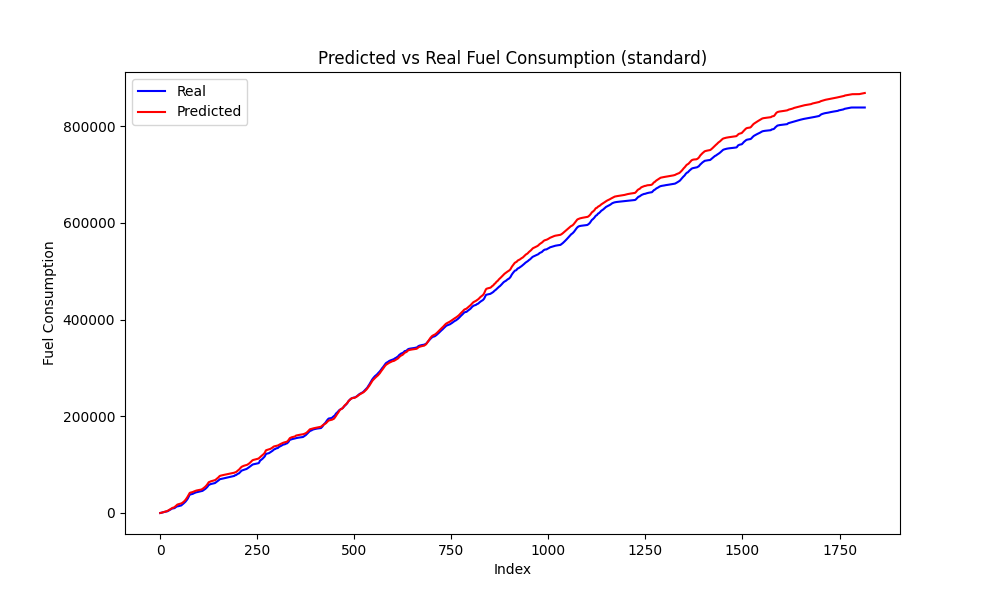 Predicted vs Real Fuel Consumption (standard)
Real
Predicted
Fuel Consumption
800000
600000
400000
200000
0
0 250 500 750 1000 1250 1500 1750
Index